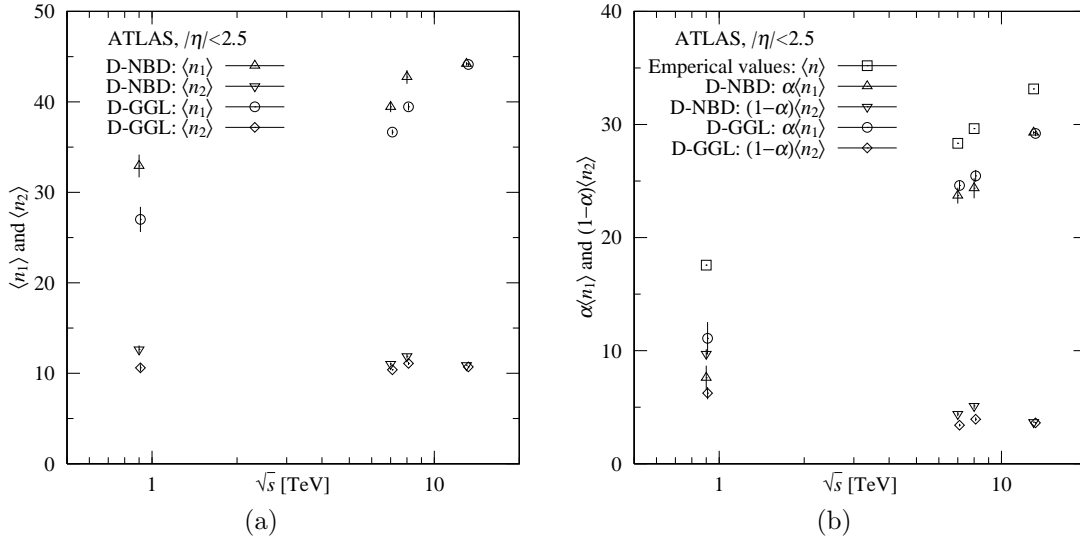 ATLAS, |η|<2.5
D-NBD: ⟨n₁⟩
D-NBD: ⟨n₂⟩
D-GGL: ⟨n₁⟩
D-GGL: ⟨n₂⟩
⟨n₁⟩ and ⟨n₂⟩
50
40
30
20
10
0
1
10
√s [TeV]
(a)
ATLAS, |η|<2.5
Emperical values: ⟨n⟩
D-NBD: α⟨n₁⟩
D-NBD: (1−α)⟨n₂⟩
D-GGL: α⟨n₁⟩
D-GGL: (1−α)⟨n₂⟩
α⟨n₁⟩ and (1−α)⟨n₂⟩
40
30
20
10
0
1
10
√s [TeV]
(b)